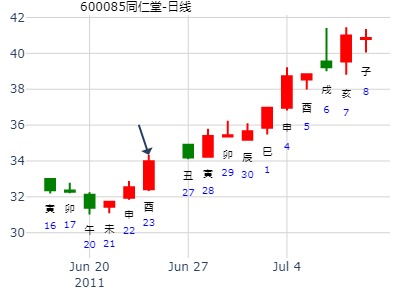 600085同仁堂-日线
42
40
38
36
34
32
30
寅 16
卯 17
午 20
未 21
申 22
酉 23
丑 27
寅 28
卯 29
辰 30
巳 1
申 4
酉 5
戌 6
亥 7
子 8
Jun 20
2011
Jun 27
Jul 4